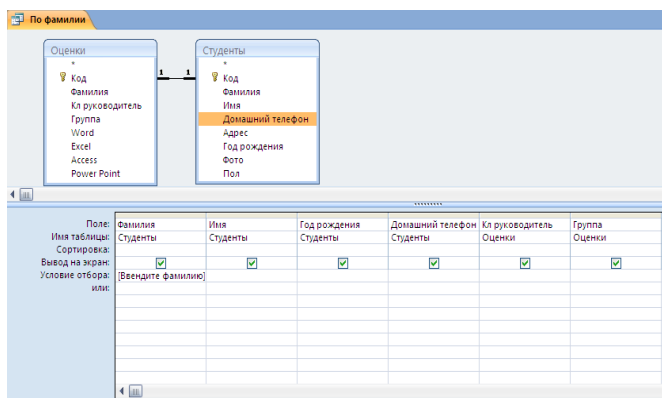 По фамилии
Оценки
*
Код
Фамилия
Кл руководитель
Группа
Word
Excel
Access
Power Point
1 1
Студенты
*
Код
Фамилия
Имя
Домашний телефон
Адрес
Год рождения
Фото
Пол
Поле: Фамилия Имя Год рождения Домашний телефон Кл руководитель Группа
Имя таблицы: Студенты Студенты Студенты Студенты Оценки Оценки
Сортировка:
Вывод на экран:
Условие отбора: [Ввендите фамилию]
или: